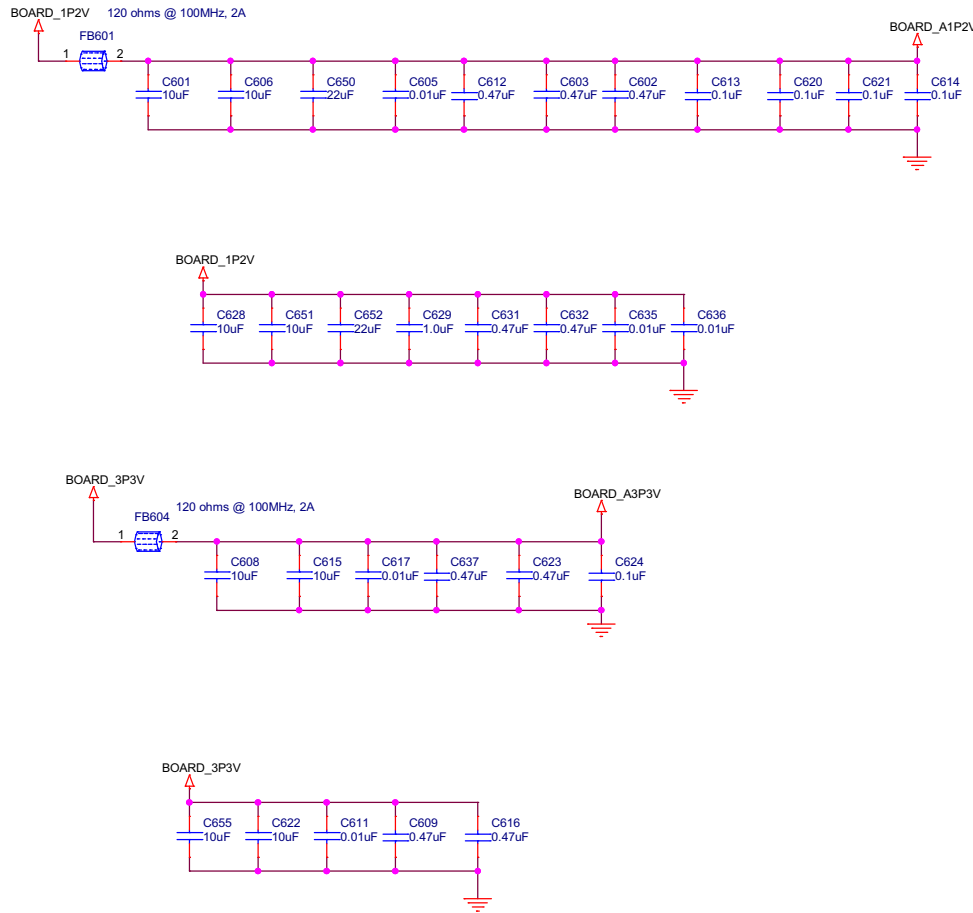 BOARD_1P2V 120 ohms @ 100MHz, 2A
BOARD_A1P2V
FB601
1 2
C601 C606 C650 C605 C612 C603 C602 C613 C620 C621 C614
10uF 10uF 22uF 0.01uF 0.47uF 0.47uF 0.47uF 0.1uF 0.1uF 0.1uF 0.1uF
BOARD_1P2V
C628 C651 C652 C629 C631 C632 C635 C636
10uF 10uF 22uF 1.0uF 0.47uF 0.47uF 0.01uF 0.01uF
BOARD_3P3V
BOARD_A3P3V
120 ohms @ 100MHz, 2A
FB604
1 2
C608 C615 C617 C637 C623 C624
10uF 10uF 0.01uF 0.47uF 0.47uF 0.1uF
BOARD_3P3V
C655 C622 C611 C609 C616
10uF 10uF 0.01uF 0.47uF 0.47uF